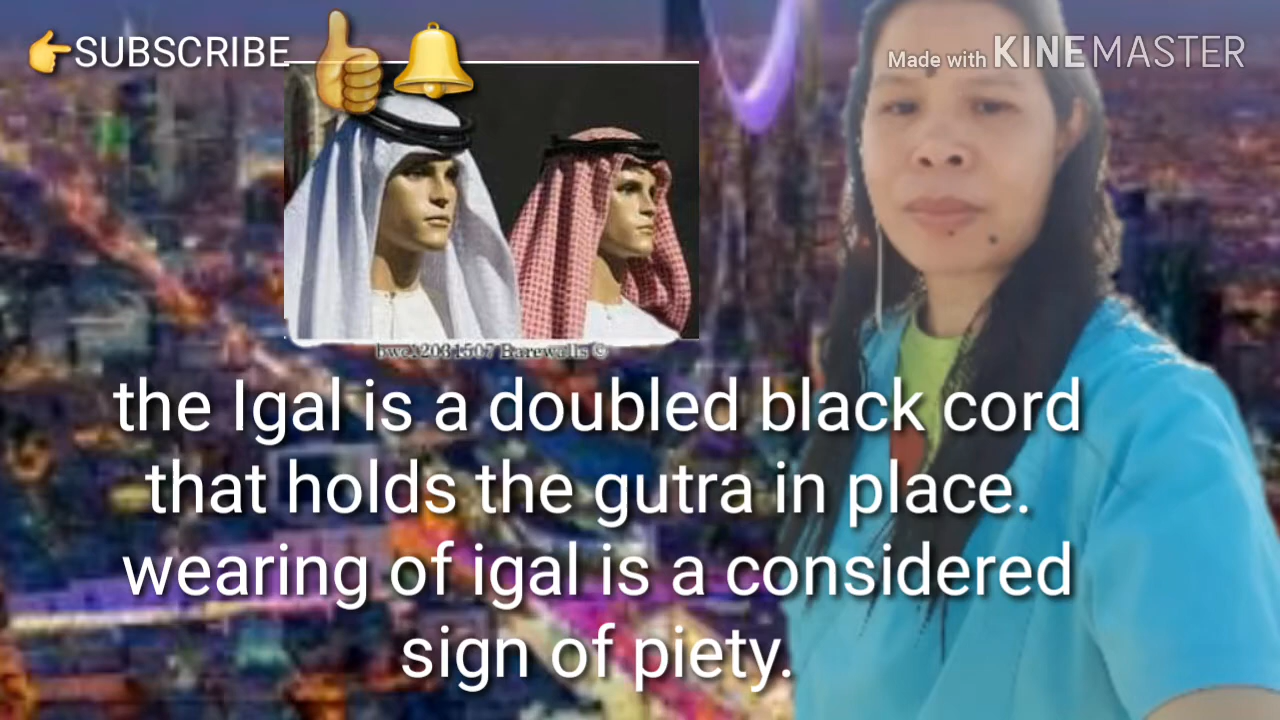 SUBSCRIBE
Made with KINEMASTER
the Igal is a doubled black cord
that holds the gutra in place.
wearing of igal is a considered
sign of piety.